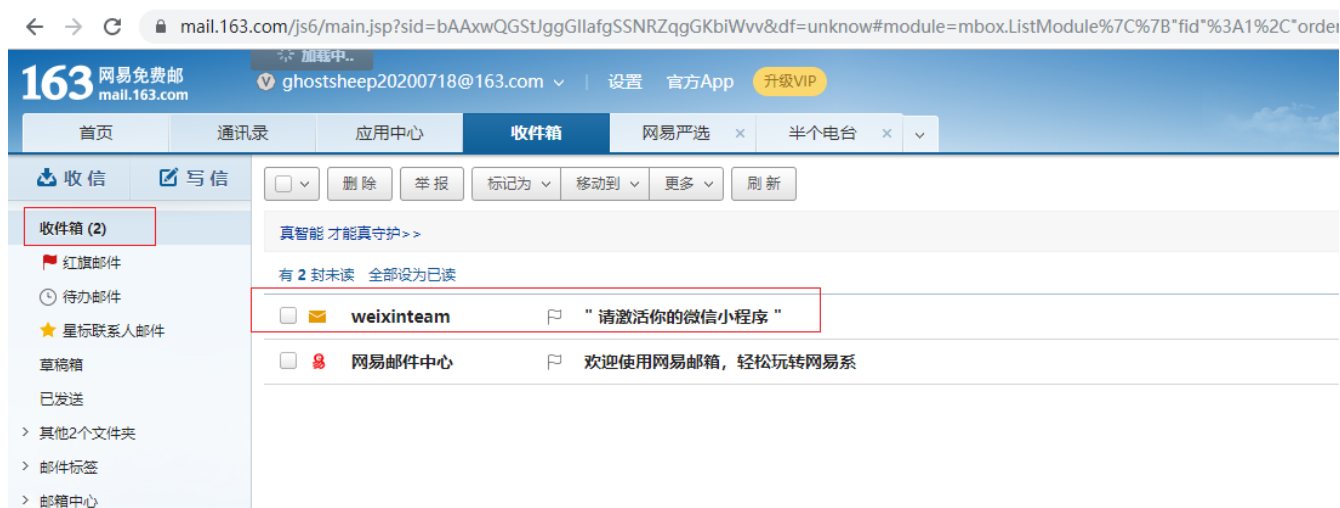 mail.163.com/js6/main.jsp?sid=bAAxwQGStJggGIlafgSSNRZqgGKbiWvv&df=unknow#module=mbox.ListModule%7C%7B"fid"%3A1%2C"order
163 网易免费邮
mail.163.com
加载中..
ghostsheep20200718@163.com 设置 官方App 升级VIP
首页 通讯录 应用中心 收件箱 网易严选 × 半个电台 ×
收信 写信
删除 举报 标记为 移动到 更多 刷新
收件箱 (2)
真智能 才能真守护>>
红旗邮件
有 2 封未读 全部设为已读
待办邮件
weixinteam " 请激活你的微信小程序 "
星标联系人邮件
网易邮件中心 欢迎使用网易邮箱，轻松玩转网易系
草稿箱
已发送
其他2个文件夹
邮件标签
邮箱中心